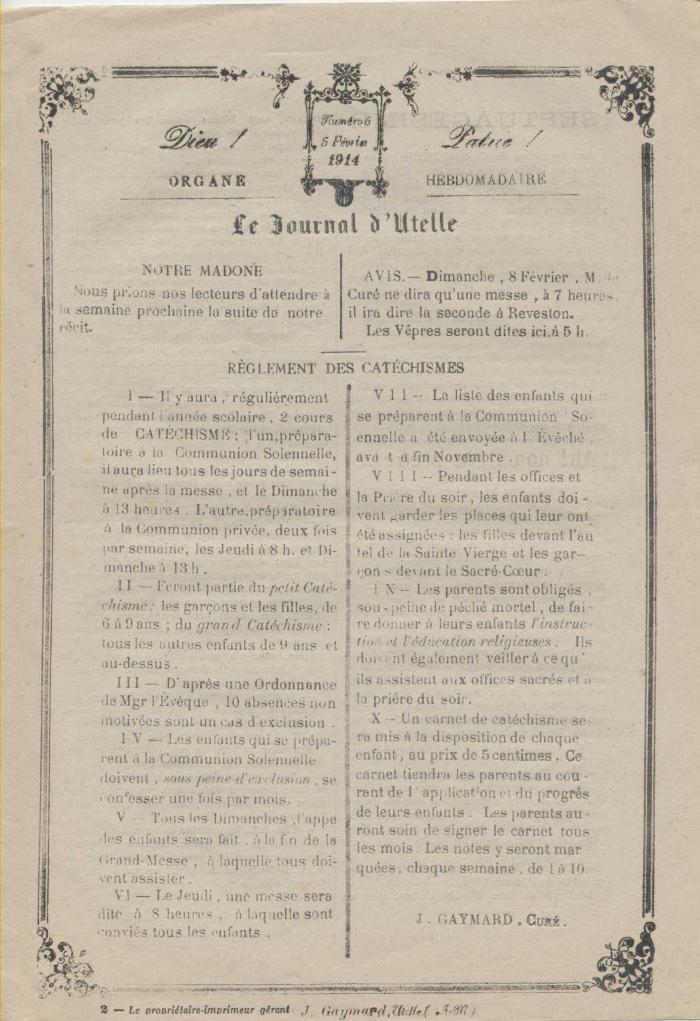 Dieu !
Numéro 6
5 Février
1914
Patrie !
ORGANE
HEBDOMADAIRE
Le Journal d'Utelle
NOTRE MADONE
Nous prions nos lecteurs d'attendre à
la semaine prochaine la suite de notre
récit.
AVIS.— Dimanche , 8 Février , M. le
Curé ne dira qu'une messe , à 7 heures,
il ira dire la seconde à Reveston.
Les Vêpres seront dites ici,à 5 h.
RÈGLEMENT DES CATÉCHISMES
I — Il y aura , régulièrement
pendant l'année scolaire , 2 cours
de CATÉCHISME : l'un,prépara-
toire à la Communion Solennelle,
il aura lieu tous les jours de semai-
ne après la messe , et le Dimanche
à 13 heures . L'autre,préparatoire
à la Communion privée, deux fois
par semaine, les Jeudi à 8 h. et Di-
manche à 13 h .
II — Feront partie du petit Caté-
chisme : les garçons et les filles, de
6 à 9 ans ; du grand Catéchisme :
tous les autres enfants de 9 ans et
au-dessus .
III — D'après une Ordonnance
de Mgr l'Evêque , 10 absences non
motivées sont un cas d'exclusion .
I V — Les enfants qui se prépa-
rent à la Communion Solennelle
doivent , sous peine d'exclusion , se
confesser une fois par mois.
V — Tous les Dimanches ,l'appe
des enfants sera fait , à la fin de la
Grand-Messe , à laquelle tous doi-
vent assister .
VI — Le Jeudi , une messe sera
dite à 8 heures , à laquelle sont
conviés tous les enfants .
V I I -- La liste des enfants qui
se préparent à la Communion So-
ennelle a été envoyée à l' Évêché ,
ava t a fin Novembre .
V I I I -- Pendant les offices et
la Prière du soir , les enfants doi -
vent garder les places qui leur ont
été assignées : les filles devant l'au
tel de la Sainte Vierge et les gar-
çon s devant le Sacré-Cœur .
I X -- Les parents sont obligés ,
sous peine de péché mortel , de fai-
re donner à leurs enfants l'instruc-
tion et l'éducation religieuses . Ils
doivent également veiller à ce qu'
ils assistent aux offices sacrés et à
la prière du soir.
X -- Un carnet de catéchisme se-
ra mis à la disposition de chaque
enfant , au prix de 5 centimes . Ce
carnet tiendra les parents au cou -
rant de l' application et du progrés
de leurs enfants . Les parents au-
ront soin de signer le carnet tous
les mois . Les notes y seront mar-
quées, chaque semaine , de 1 à 10.
J. GAYMARD , CURÉ.
2 — Le propriétaire-imprimeur gérant J. Gaymard, Utelle( A.-M )